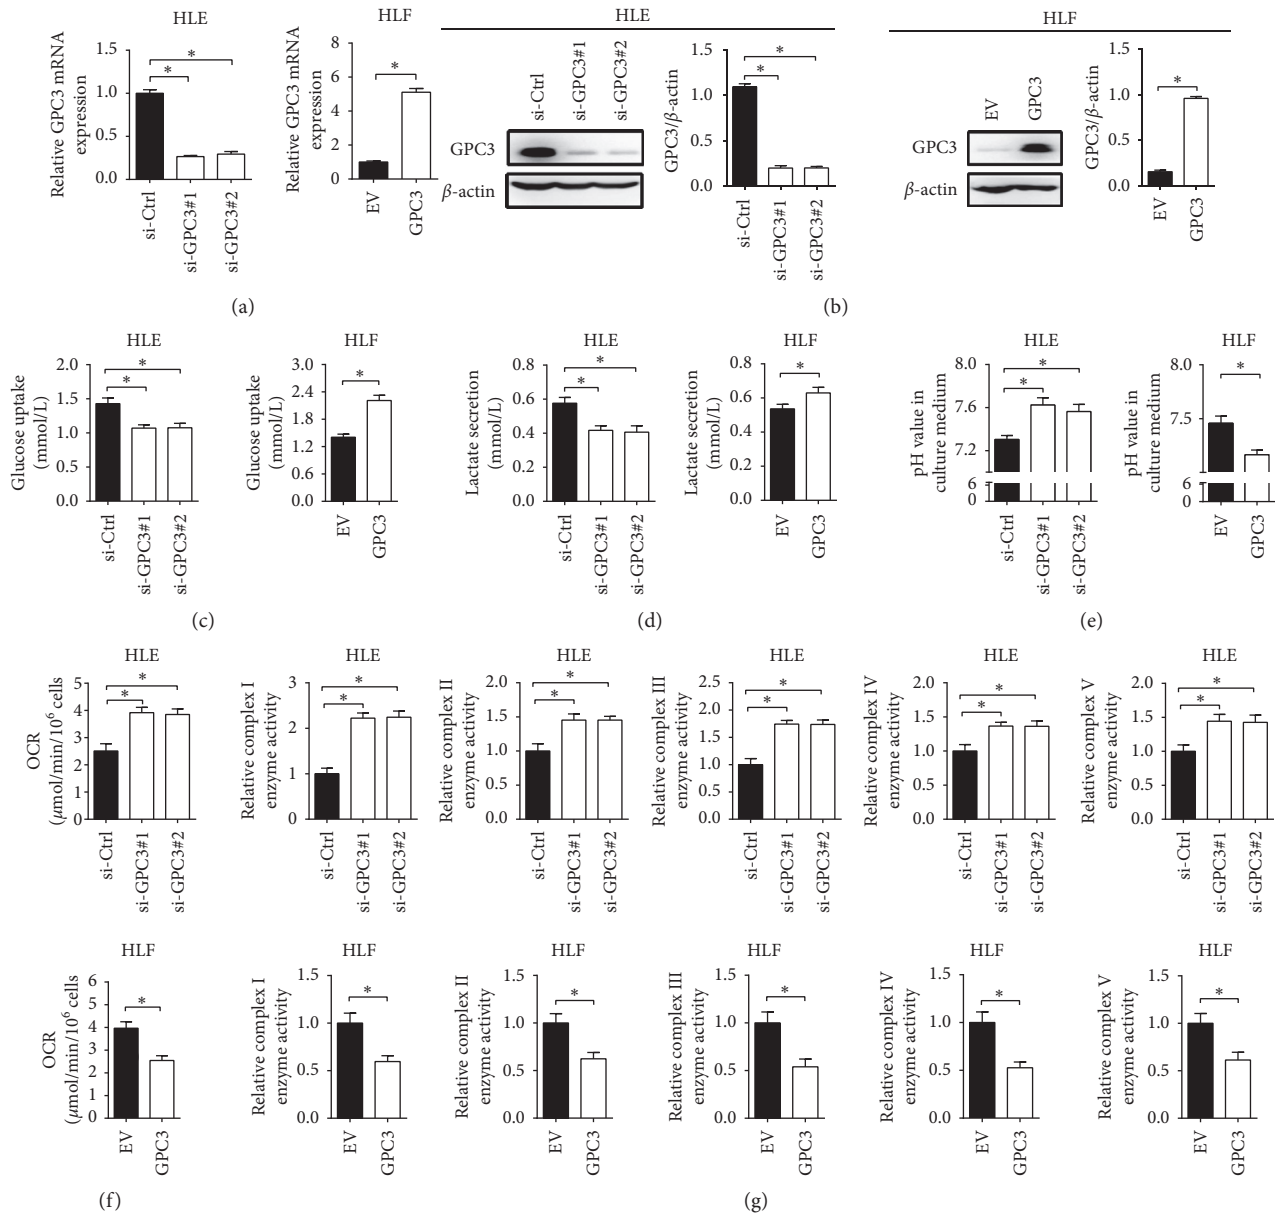 HLE
Relative GPC3 mRNA
expression
1.5
1.0
0.5
0.0
*
*
si-Ctrl
si-GPC3#1
si-GPC3#2
HLF
Relative GPC3 mRNA
expression
8
6
4
2
0
*
EV
GPC3
(a)
HLE
si-Ctrl
si-GPC3#1
si-GPC3#2
GPC3
β-actin
GPC3/β-actin
1.5
1.0
0.5
0.0
*
*
si-Ctrl
si-GPC3#1
si-GPC3#2
HLF
EV
GPC3
GPC3
β-actin
GPC3/β-actin
1.5
1.0
0.5
0.0
*
EV
GPC3
(b)
HLE
Glucose uptake
(mmol/L)
2.0
1.5
1.0
0.5
0.0
*
*
si-Ctrl
si-GPC3#1
si-GPC3#2
HLF
Glucose uptake
(mmol/L)
3.0
2.4
1.8
1.2
0.6
0.0
*
EV
GPC3
(c)
HLE
Lactate secretion
(mmol/L)
0.8
0.6
0.4
0.2
0.0
*
*
si-Ctrl
si-GPC3#1
si-GPC3#2
HLF
Lactate secretion
(mmol/L)
0.8
0.6
0.4
0.2
0.0
*
EV
GPC3
(d)
HLE
pH value in
culture medium
8.0
7.6
7.2
6
0
*
*
si-Ctrl
si-GPC3#1
si-GPC3#2
HLF
pH value in
culture medium
8.0
7.5
6
0
*
EV
GPC3
(e)
HLE
OCR
(μmol/min/10⁶ cells)
5
4
3
2
1
0
*
*
si-Ctrl
si-GPC3#1
si-GPC3#2
Relative complex I
enzyme activity
3
2
1
0
HLE
*
*
si-Ctrl
si-GPC3#1
si-GPC3#2
Relative complex II
enzyme activity
2.0
1.5
1.0
0.5
0.0
HLE
*
*
si-Ctrl
si-GPC3#1
si-GPC3#2
Relative complex III
enzyme activity
2.5
2.0
1.5
1.0
0.5
0.0
HLE
*
*
si-Ctrl
si-GPC3#1
si-GPC3#2
Relative complex IV
enzyme activity
2.0
1.5
1.0
0.5
0.0
HLE
*
*
si-Ctrl
si-GPC3#1
si-GPC3#2
Relative complex V
enzyme activity
2.0
1.5
1.0
0.5
0.0
HLE
*
*
si-Ctrl
si-GPC3#1
si-GPC3#2
HLF
OCR
(μmol/min/10⁶ cells)
6
5
4
3
2
1
0
*
EV
GPC3
(f)
HLF
Relative complex I
enzyme activity
1.5
1.0
0.5
0.0
*
EV
GPC3
HLF
Relative complex II
enzyme activity
1.5
1.0
0.5
0.0
*
EV
GPC3
HLF
Relative complex III
enzyme activity
1.5
1.0
0.5
0.0
*
EV
GPC3
HLF
Relative complex IV
enzyme activity
1.5
1.0
0.5
0.0
*
EV
GPC3
HLF
Relative complex V
enzyme activity
1.5
1.0
0.5
0.0
*
EV
GPC3
(g)